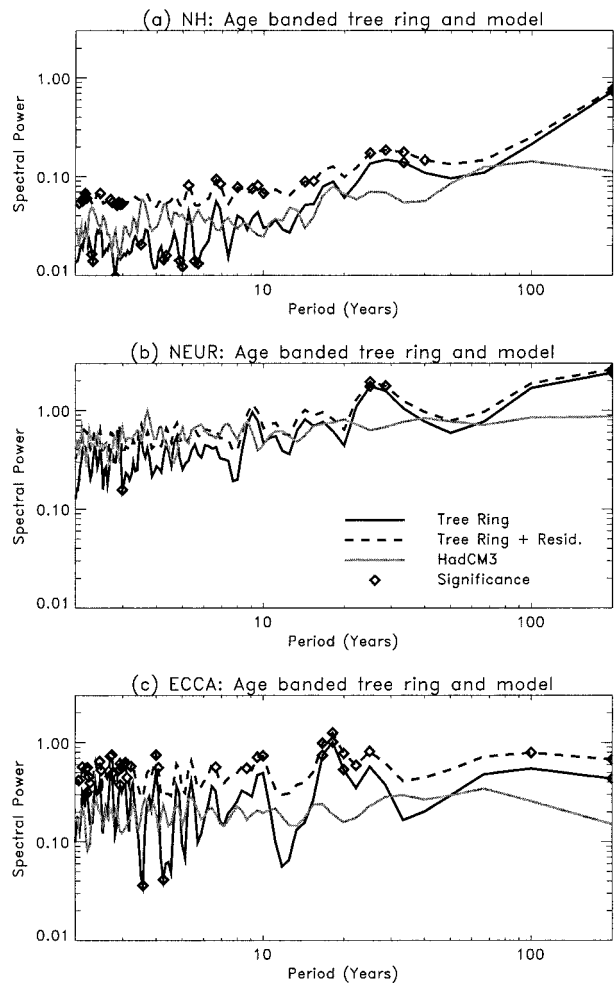 (a) NH: Age banded tree ring and model
Spectral Power
1.00
0.10
0.01
10
100
Period (Years)
(b) NEUR: Age banded tree ring and model
Spectral Power
1.00
0.10
0.01
Tree Ring
Tree Ring + Resid.
HadCM3
Significance
10
100
Period (Years)
(c) ECCA: Age banded tree ring and model
Spectral Power
1.00
0.10
0.01
10
100
Period (Years)